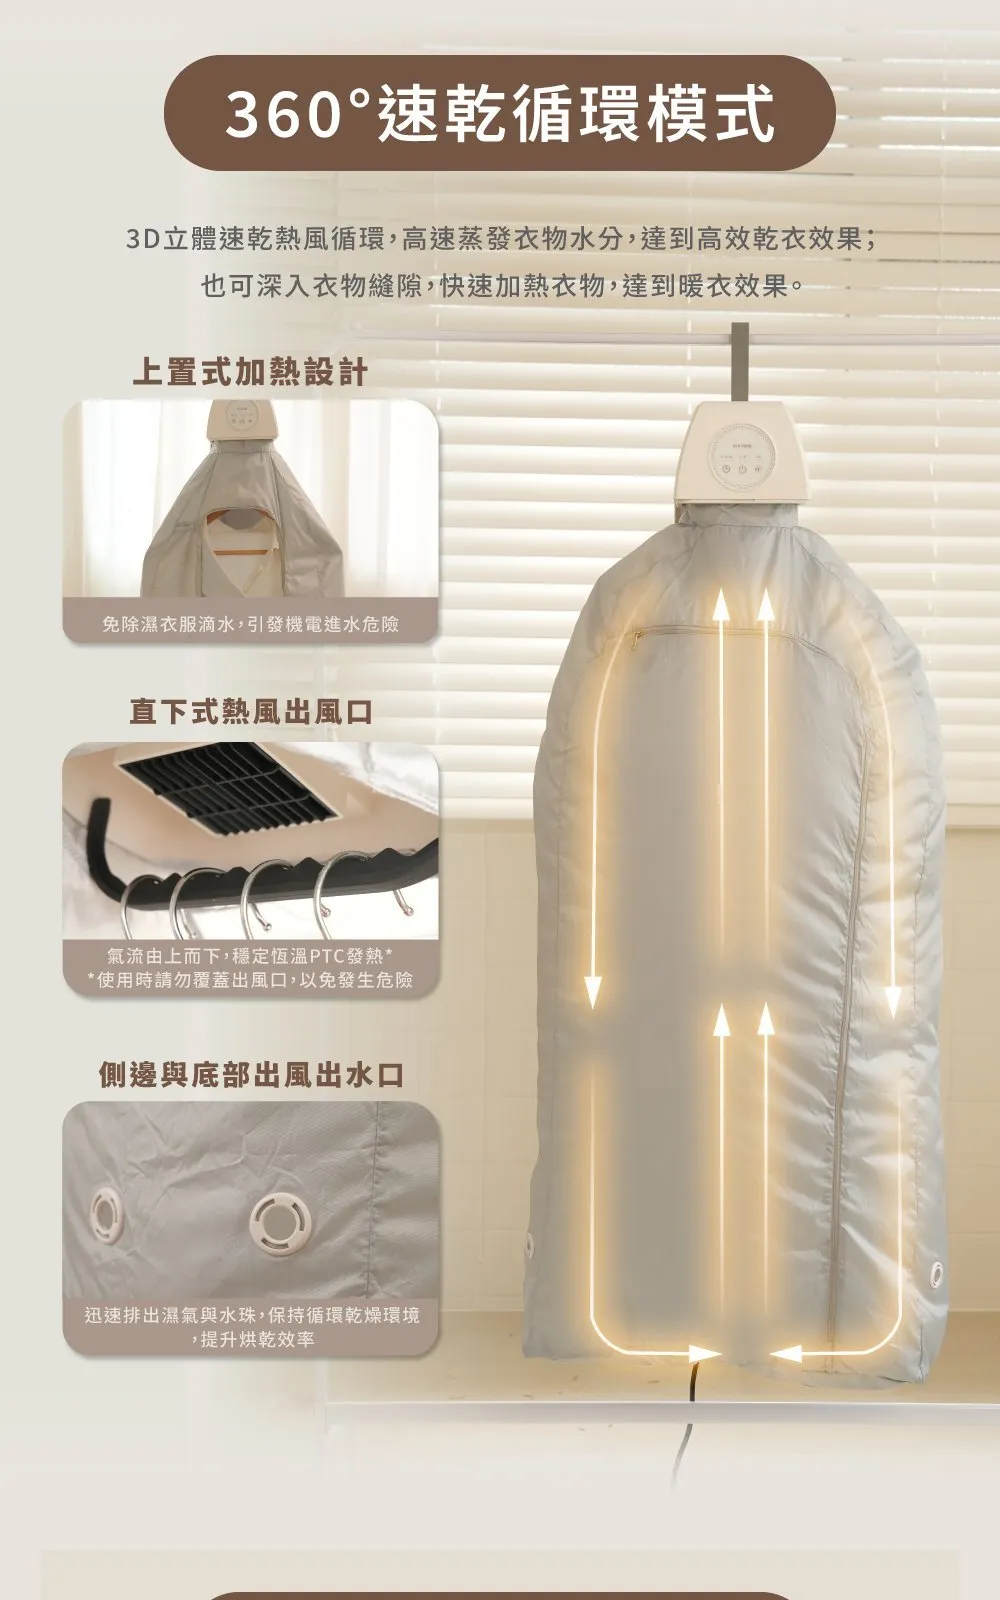 360°速乾循環模式
3D立體速乾熱風循環，高速蒸發衣物水分，達到高效乾衣效果；
也可深入衣物縫隙，快速加熱衣物，達到暖衣效果。
上置式加熱設計
免除濕衣服滴水，引發機電進水危險
直下式熱風出風口
氣流由上而下，穩定恆溫PTC發熱*
*使用時請勿覆蓋出風口，以免發生危險
側邊與底部出風出水口
迅速排出濕氣與水珠，保持循環乾燥環境
，提升烘乾效率